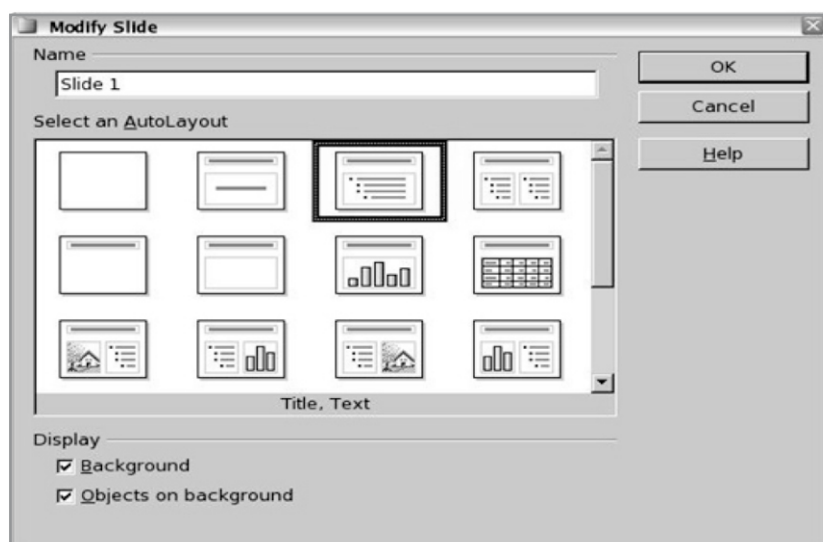 Modify Slide
Name
Slide 1
Select an AutoLayout
Title, Text
Display
Background
Objects on background
OK
Cancel
Help